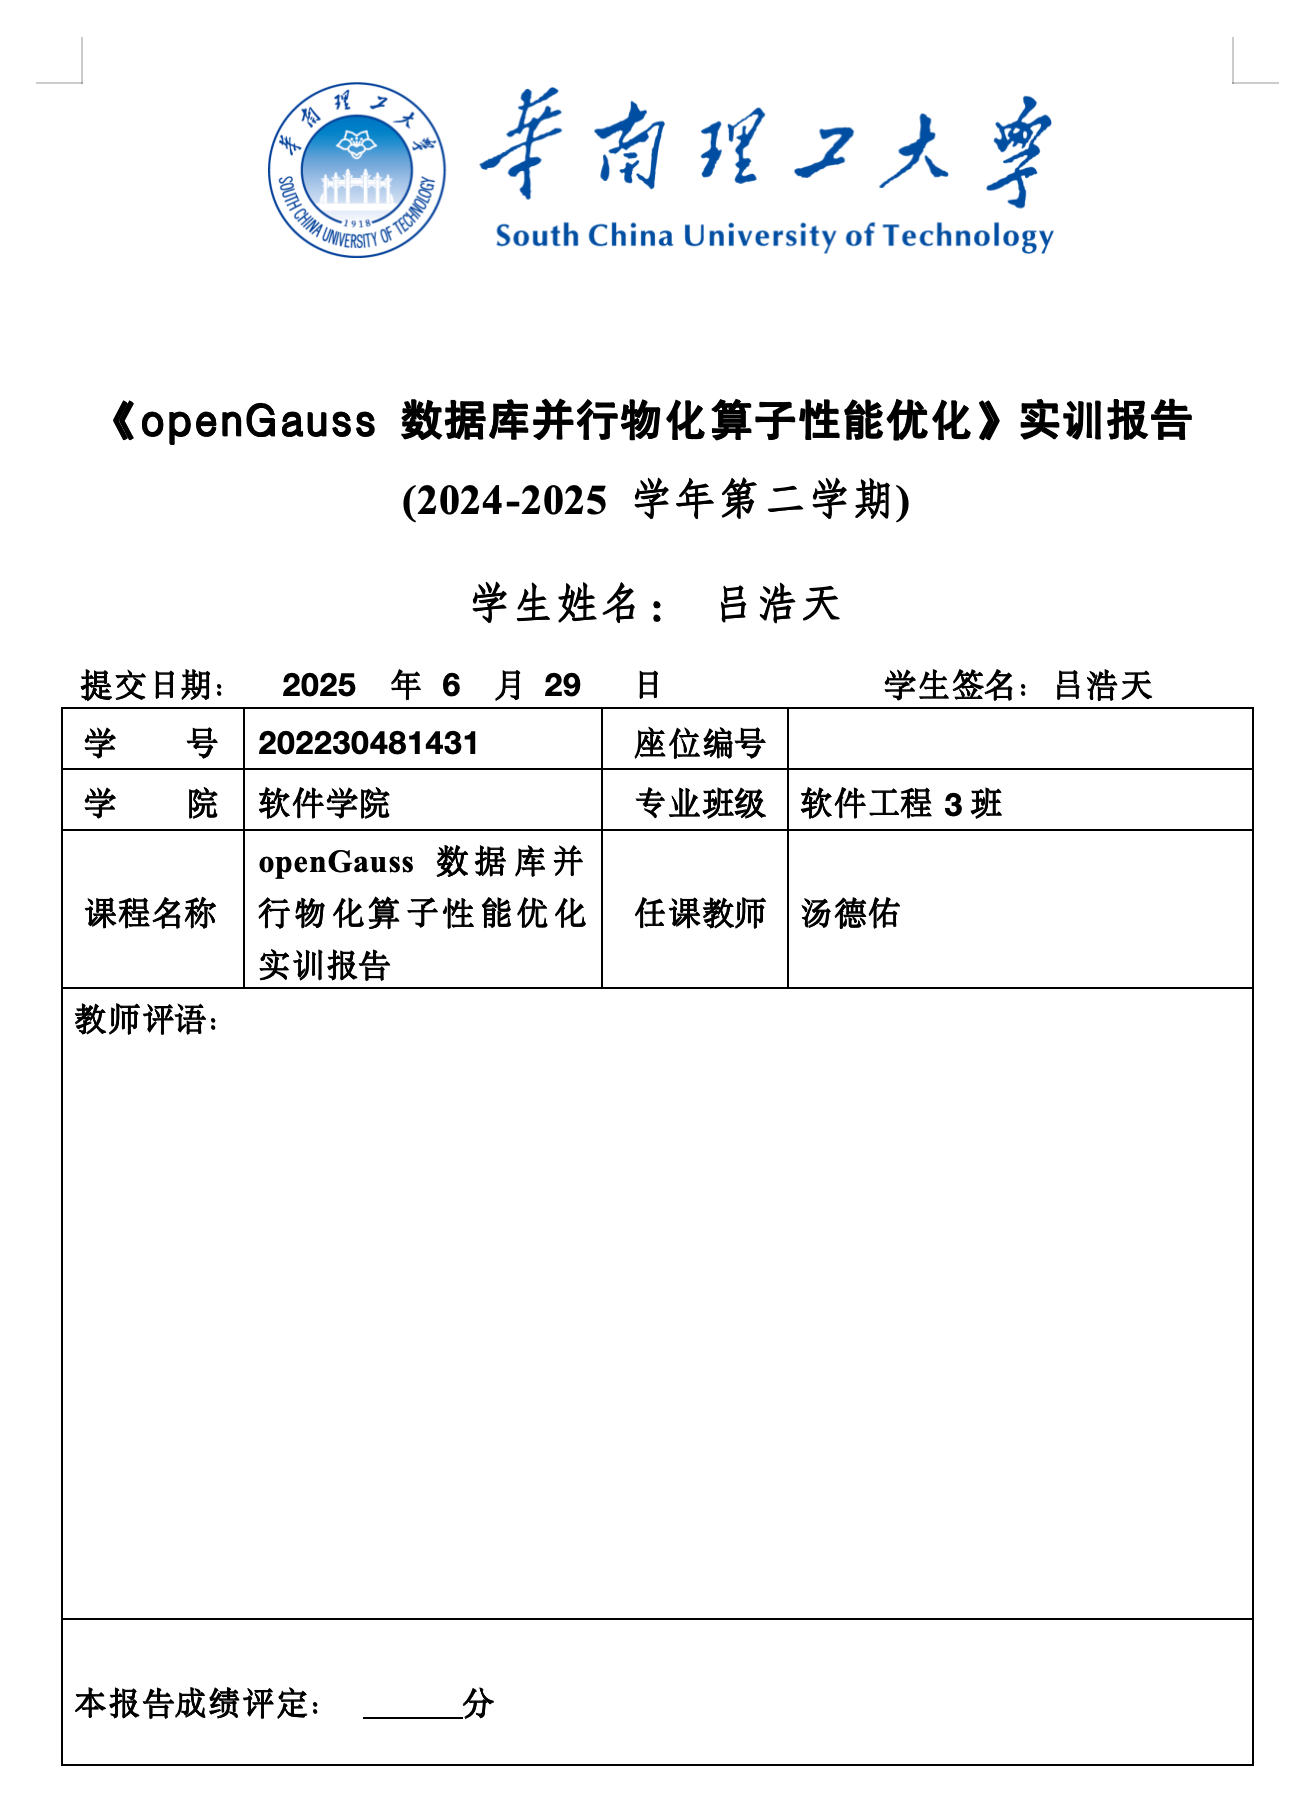 華南理工大學
SOUTH CHINA UNIVERSITY OF TECHNOLOGY
1918
華南理工大學
South China University of Technology
《openGauss 数据库并行物化算子性能优化》实训报告
(2024-2025 学年第二学期)
学生姓名： 吕浩天
提交日期： 2025 年 6 月 29 日 学生签名：吕浩天
学 号 202230481431 座位编号
学 院 软件学院 专业班级 软件工程 3 班
课程名称 openGauss 数据库并
行物化算子性能优化
实训报告 任课教师 汤德佑
教师评语：
本报告成绩评定： ______分